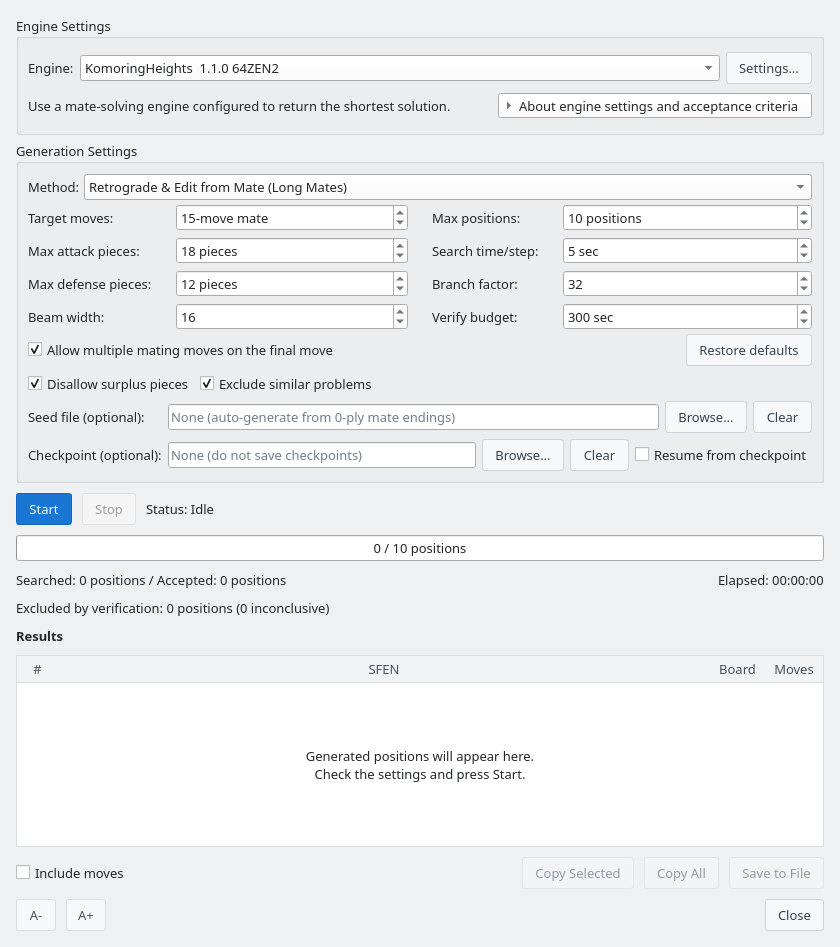 Engine Settings
Engine: KomoringHeights 1.1.0 64ZEN2 Settings...
Use a mate-solving engine configured to return the shortest solution. About engine settings and acceptance criteria
Generation Settings
Method: Retrograde & Edit from Mate (Long Mates)
Target moves: 15-move mate Max positions: 10 positions
Max attack pieces: 18 pieces Search time/step: 5 sec
Max defense pieces: 12 pieces Branch factor: 32
Beam width: 16 Verify budget: 300 sec
Allow multiple mating moves on the final move Restore defaults
Disallow surplus pieces Exclude similar problems
Seed file (optional): None (auto-generate from 0-ply mate endings) Browse... Clear
Checkpoint (optional): None (do not save checkpoints) Browse... Clear Resume from checkpoint
Start Stop Status: Idle
0 / 10 positions
Searched: 0 positions / Accepted: 0 positions Elapsed: 00:00:00
Excluded by verification: 0 positions (0 inconclusive)
Results
# SFEN Board Moves
Generated positions will appear here.
Check the settings and press Start.
Include moves Copy Selected Copy All Save to File
A- A+ Close